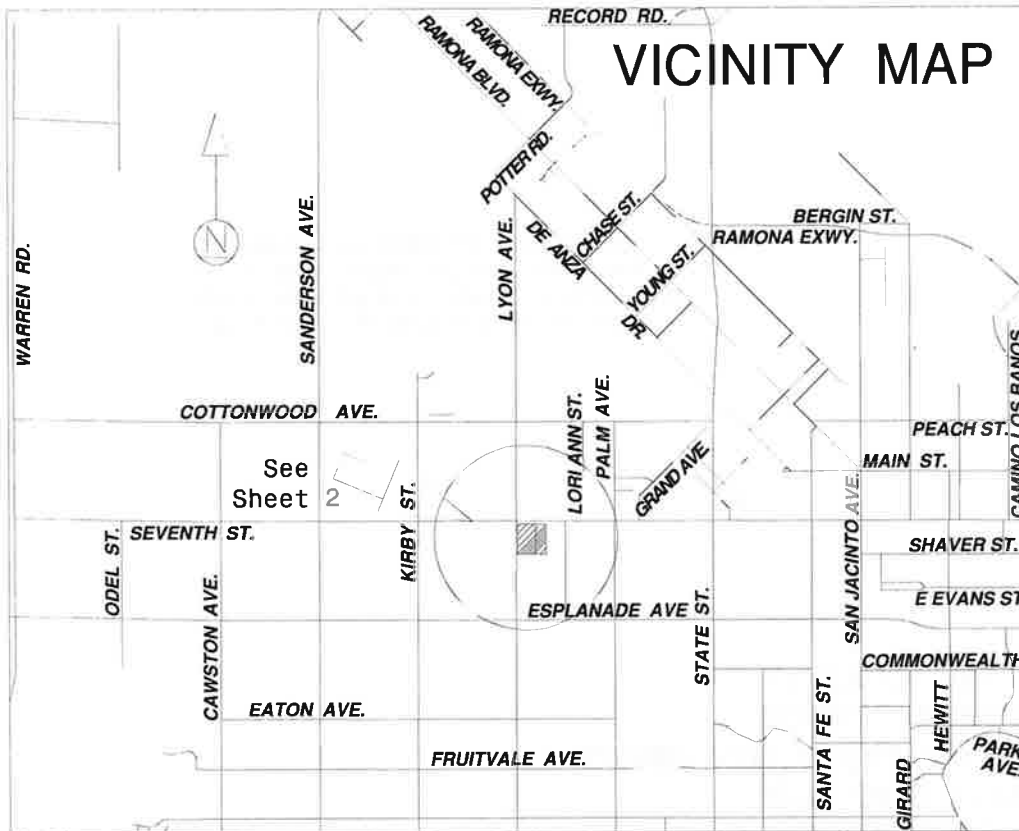 RECORD RD.
VICINITY MAP
RAMONA EXWY.
RAMONA BLVD.
POTTER RD.
CHASE ST.
DE ANZA
DR.
YOUNG ST.
BERGIN ST.
RAMONA EXWY.
N
WARREN RD.
SANDERSON AVE.
LYON AVE.
COTTONWOOD AVE.
LORI ANN ST.
PALM AVE.
GRAND AVE.
PEACH ST.
MAIN ST.
CAMINO LOS BANOS
See
Sheet 2
KIRBY ST.
ODEL ST.
SEVENTH ST.
CAWSTON AVE.
ESPLANADE AVE
STATE ST.
SAN JACINTO AVE.
SHAVER ST.
E EVANS ST
COMMONWEALTH
EATON AVE.
FRUITVALE AVE.
SANTA FE ST.
GIRARD
HEWITT
PARK
AVE.